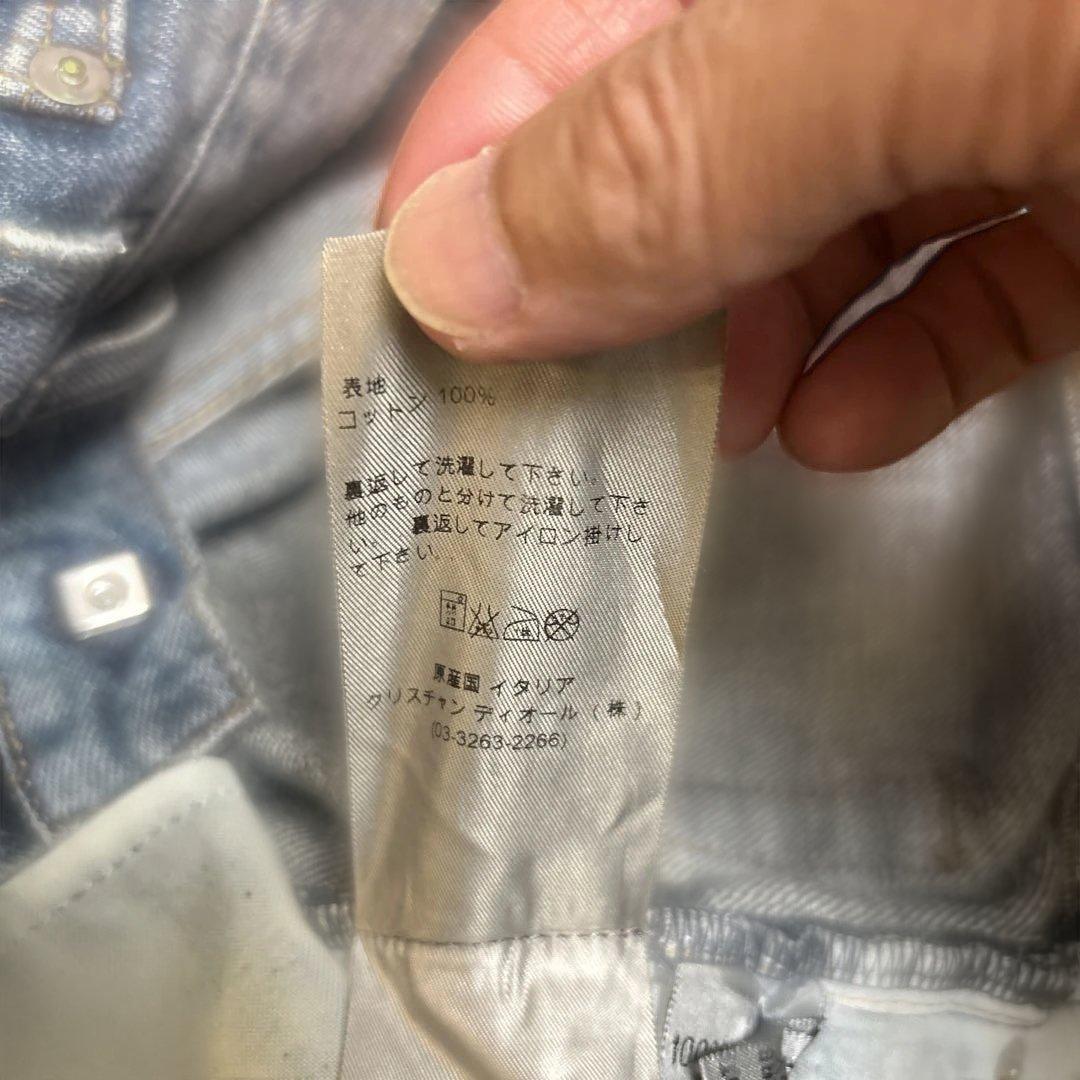 表地
コットン 100%
裏返して洗濯して下さい。
他のものと分けて洗濯して下さ
い。 裏返してアイロン掛けし
て下さい。
原産国 イタリア
クリスチャン ディオール（株）
(03-3263-2266)
100%